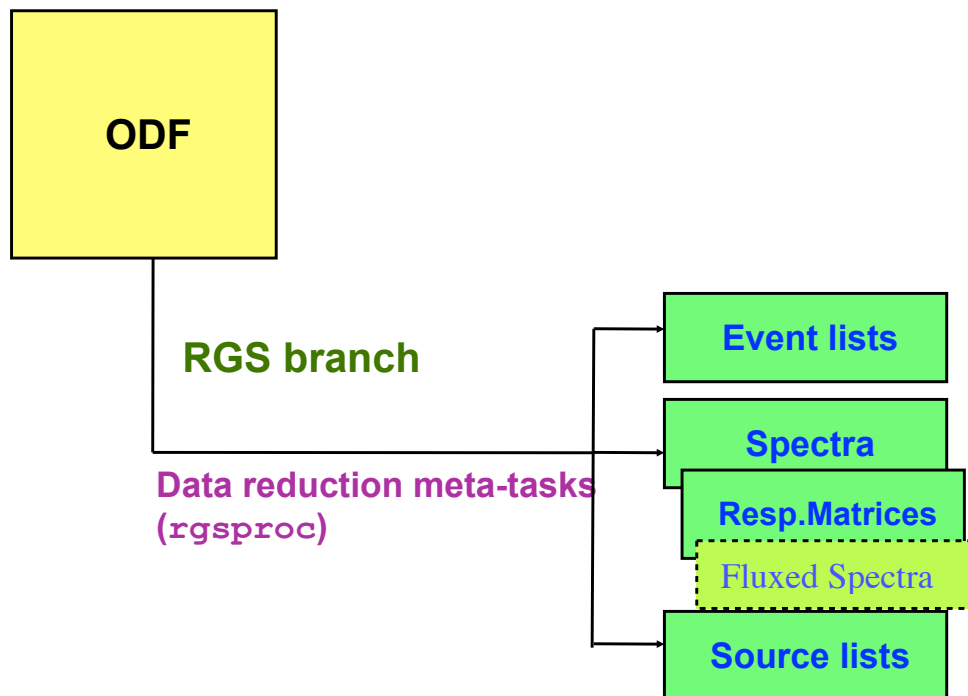 ODF
RGS branch
Data reduction meta-tasks
(rgsproc)
Event lists
Spectra
Resp.Matrices
Fluxed Spectra
Source lists